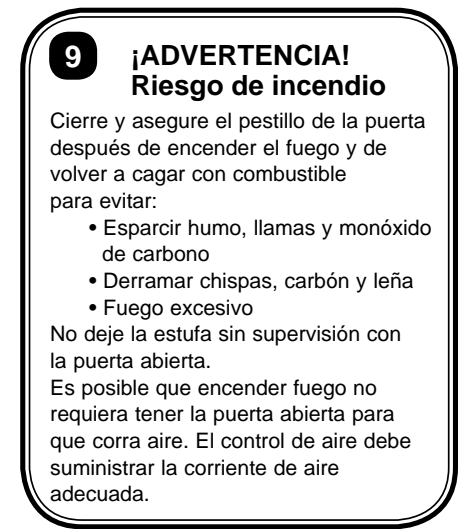 9 ¡ADVERTENCIA!
Riesgo de incendio
Cierre y asegure el pestillo de la puerta
después de encender el fuego y de
volver a cagar con combustible
para evitar:
• Esparcir humo, llamas y monóxido
de carbono
• Derramar chispas, carbón y leña
• Fuego excesivo
No deje la estufa sin supervisión con
la puerta abierta.
Es posible que encender fuego no
requiera tener la puerta abierta para
que corra aire. El control de aire debe
suministrar la corriente de aire
adecuada.